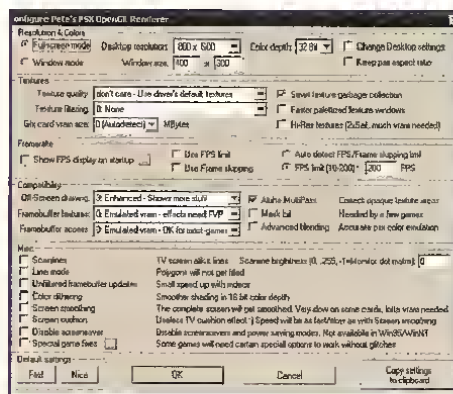 onfigure Pete's PSX OpenGL Renderer
Resolution & Colors
Fullscreen mode Desktop resolution: 800 x 600 Color depth: 32 Bit Change Desktop settings
Window mode Window size: 400 x 300 Keep psx aspect ratio
Textures
Texture quality: don't care - Use driver's default textures Smart texture garbage collection
Texture filtering: 0: None Faster palettized texture windows
Gfx card vram size: 0 (Autodetect) MBytes Hi-Res textures (2xSaI, much vram needed)
Framerate
Show FPS display on startup ... Use FPS limit Auto detect FPS/Frame skipping limit
Use Frame skipping FPS limit (10-200): 200 FPS
Compatibility
Off-Screen drawing: 3: Enhanced - Shows more stuff Alpha MultiPass Correct opaque texture areas
Framebuffer textures: 0: Emulated vram - effects need FVP Mask bit Needed by a few games
Framebuffer access: 0: Emulated vram - OK for most games Advanced blending Accurate psx color emulation
Misc
Scanlines TV screen alike lines Scanline brightness (0...255, -1=Monitor dot matrix): 0
Line mode Polygons will not get filled
Unfiltered framebuffer updates Small speed up with mdecs
Color dithering Smoother shading in 16 bit color depth
Screen smoothing The complete screen will get smoothed. Very slow on some cards, lotta vram needed
Screen cushion Useless TV cushion effect :) Speed will be as fast/slow as with Screen smoothing
Disable screensaver Disable screensavers and power saving modes. Not available in Win95/WinNT
Special game fixes ... Some games will need certain special options to work without glitches
Default settings
Fast Nice OK Cancel Copy settings
to clipboard